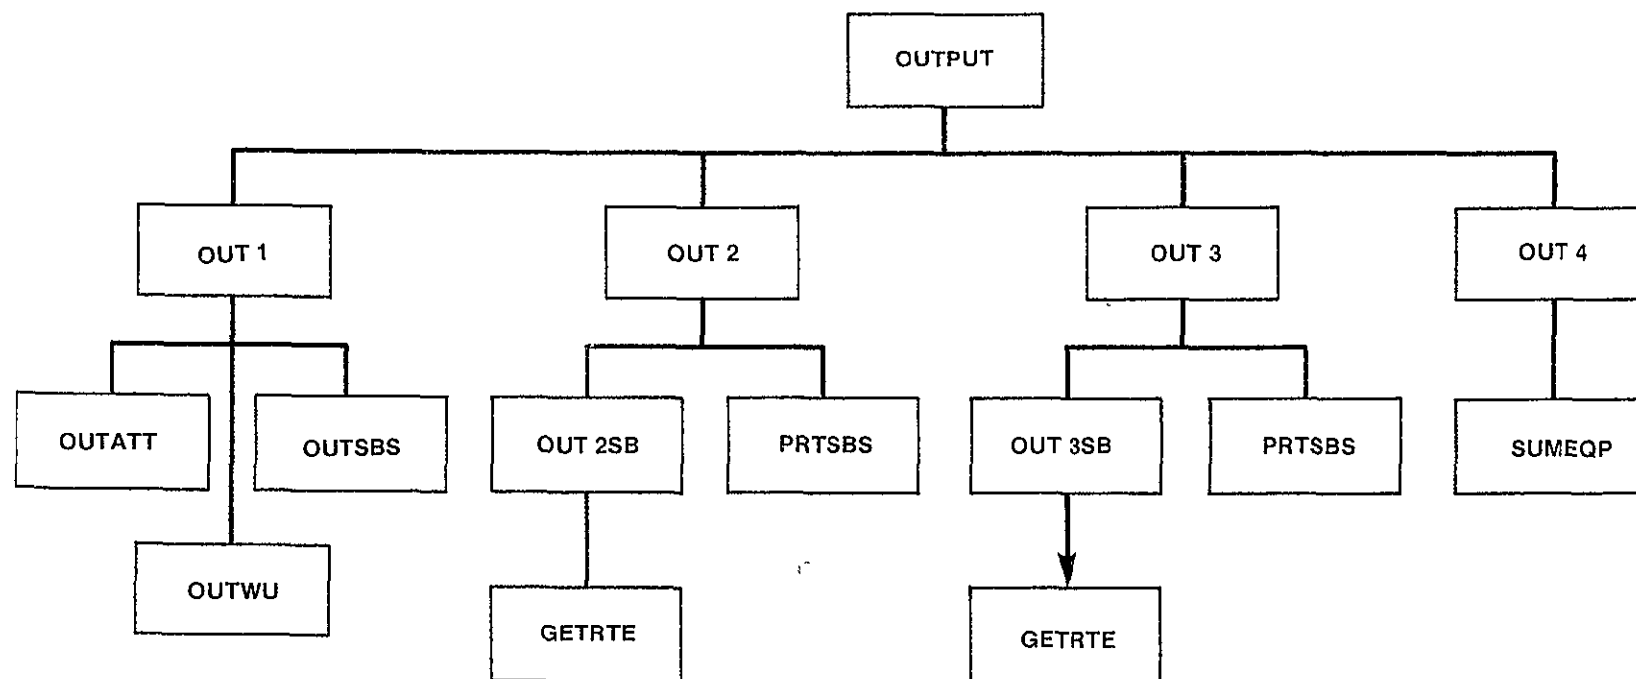 OUTPUT
OUT 1
OUT 2
OUT 3
OUT 4
OUTATT
OUTSBS
OUT 2SB
PRTSBS
OUT 3SB
PRTSBS
SUMEQP
OUTWU
GETRTE
GETRTE